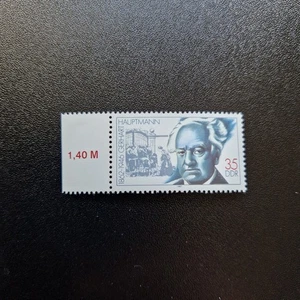 1,40 M
1862-1946 GERHART
HAUPTMANN
35
DDR